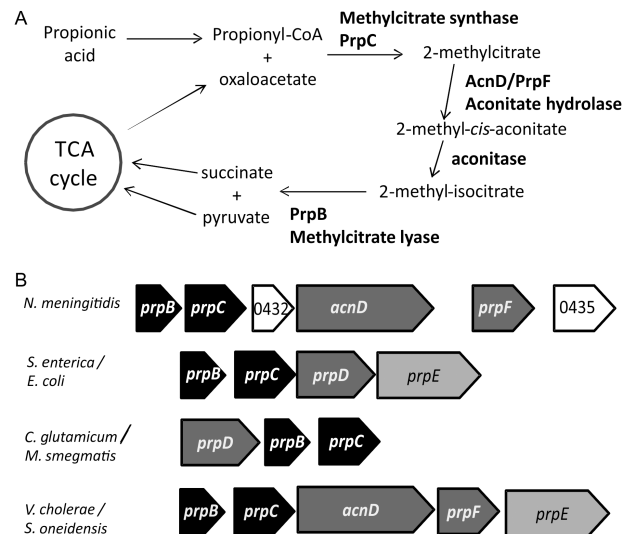 A
Propionic
acid
Propionyl-CoA
+
oxaloacetate
Methylcitrate synthase
PrpC
2-methylcitrate
AcnD/PrpF
Aconitate hydrolase
2-methyl-cis-aconitate
aconitase
2-methyl-isocitrate
PrpB
Methylcitrate lyase
succinate
+
pyruvate
TCA
cycle
B
N. meningitidis
prpB prpC 0432 acnD prpF 0435
S. enterica /
E. coli
prpB prpC prpD prpE
C. glutamicum /
M. smegmatis
prpD prpB prpC
V. cholerae /
S. oneidensis
prpB prpC acnD prpF prpE